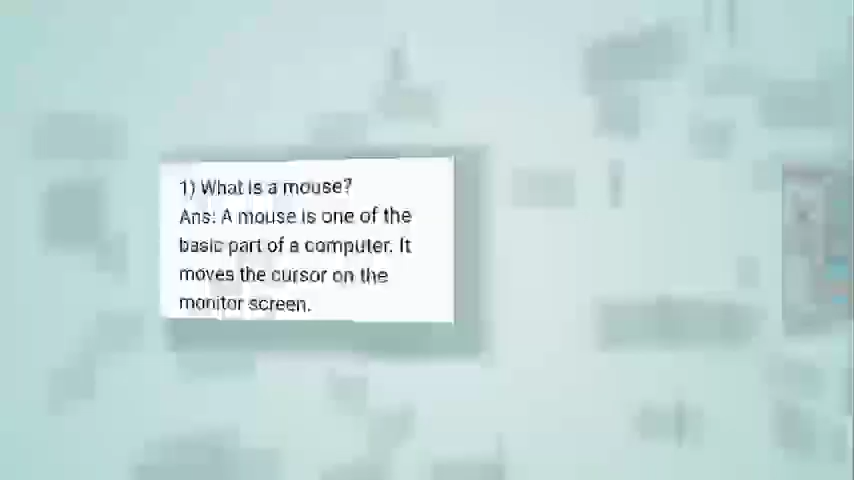 1) What is a mouse?
Ans: A mouse is one of the
basic part of a computer. It
moves the cursor on the
monitor screen.